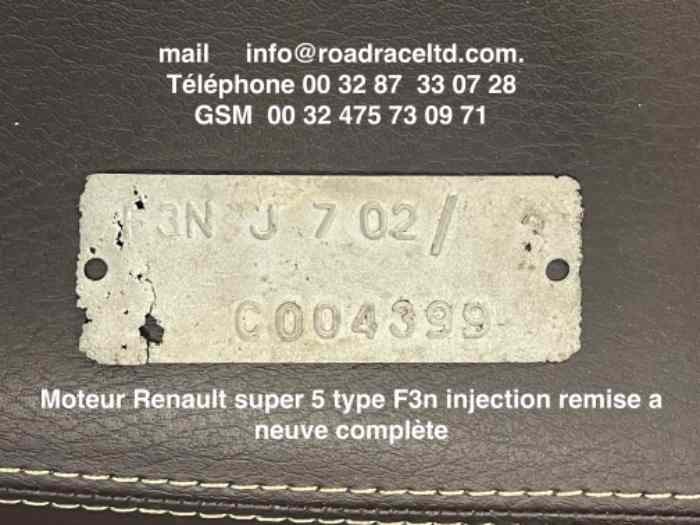 mail info@roadraceltd.com.
Téléphone 00 32 87 33 07 28
GSM 00 32 475 73 09 71
F3N J 7 02/
C004399
Moteur Renault super 5 type F3n injection remise a
neuve complète